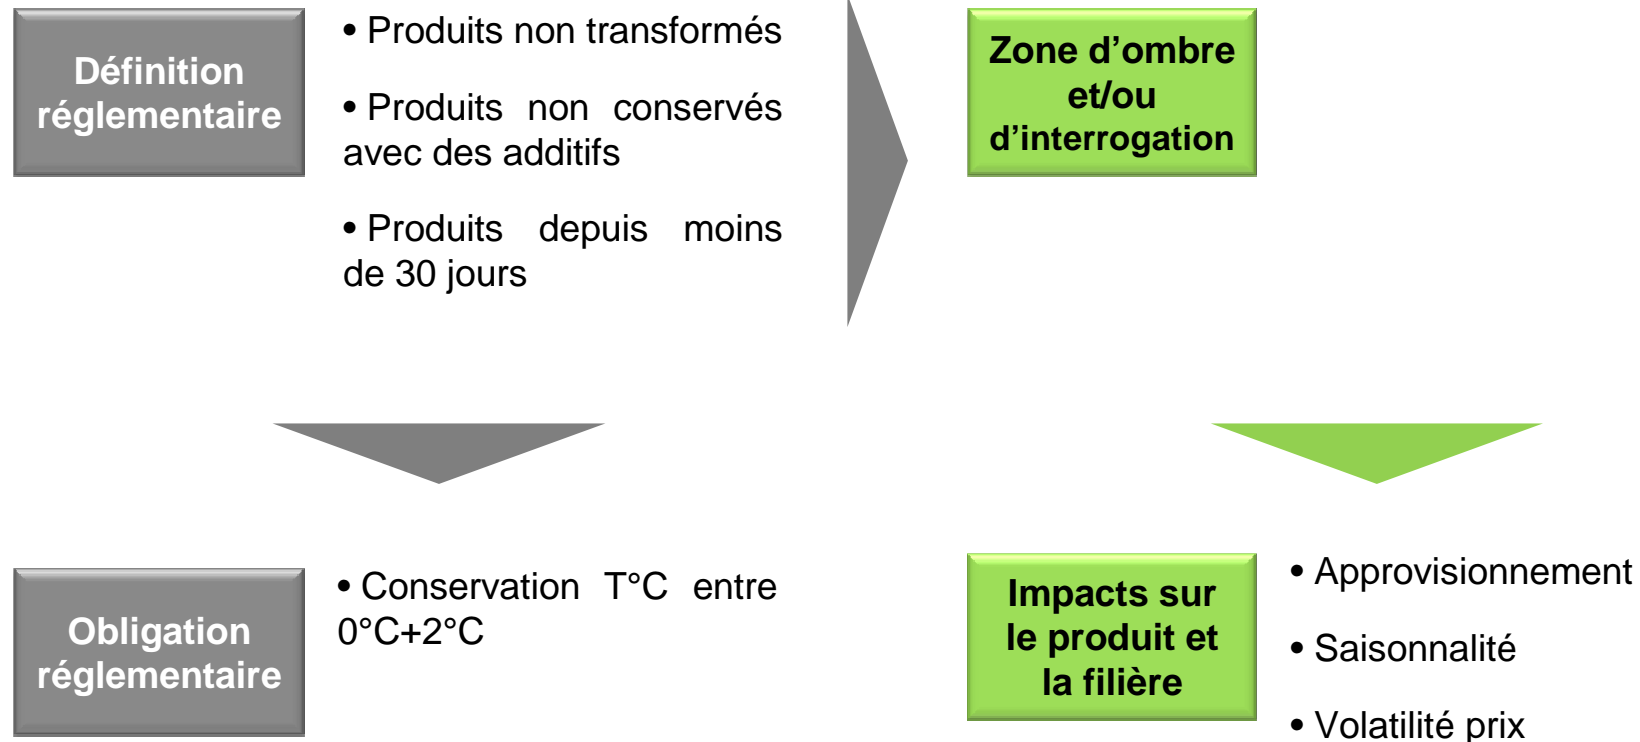 Définition
réglementaire
• Produits non transformés
• Produits non conservés
avec des additifs
• Produits depuis moins
de 30 jours
Zone d’ombre
et/ou
d’interrogation
Obligation
réglementaire
• Conservation T°C entre
0°C+2°C
Impacts sur
le produit et
la filière
• Approvisionnement
• Saisonnalité
• Volatilité prix